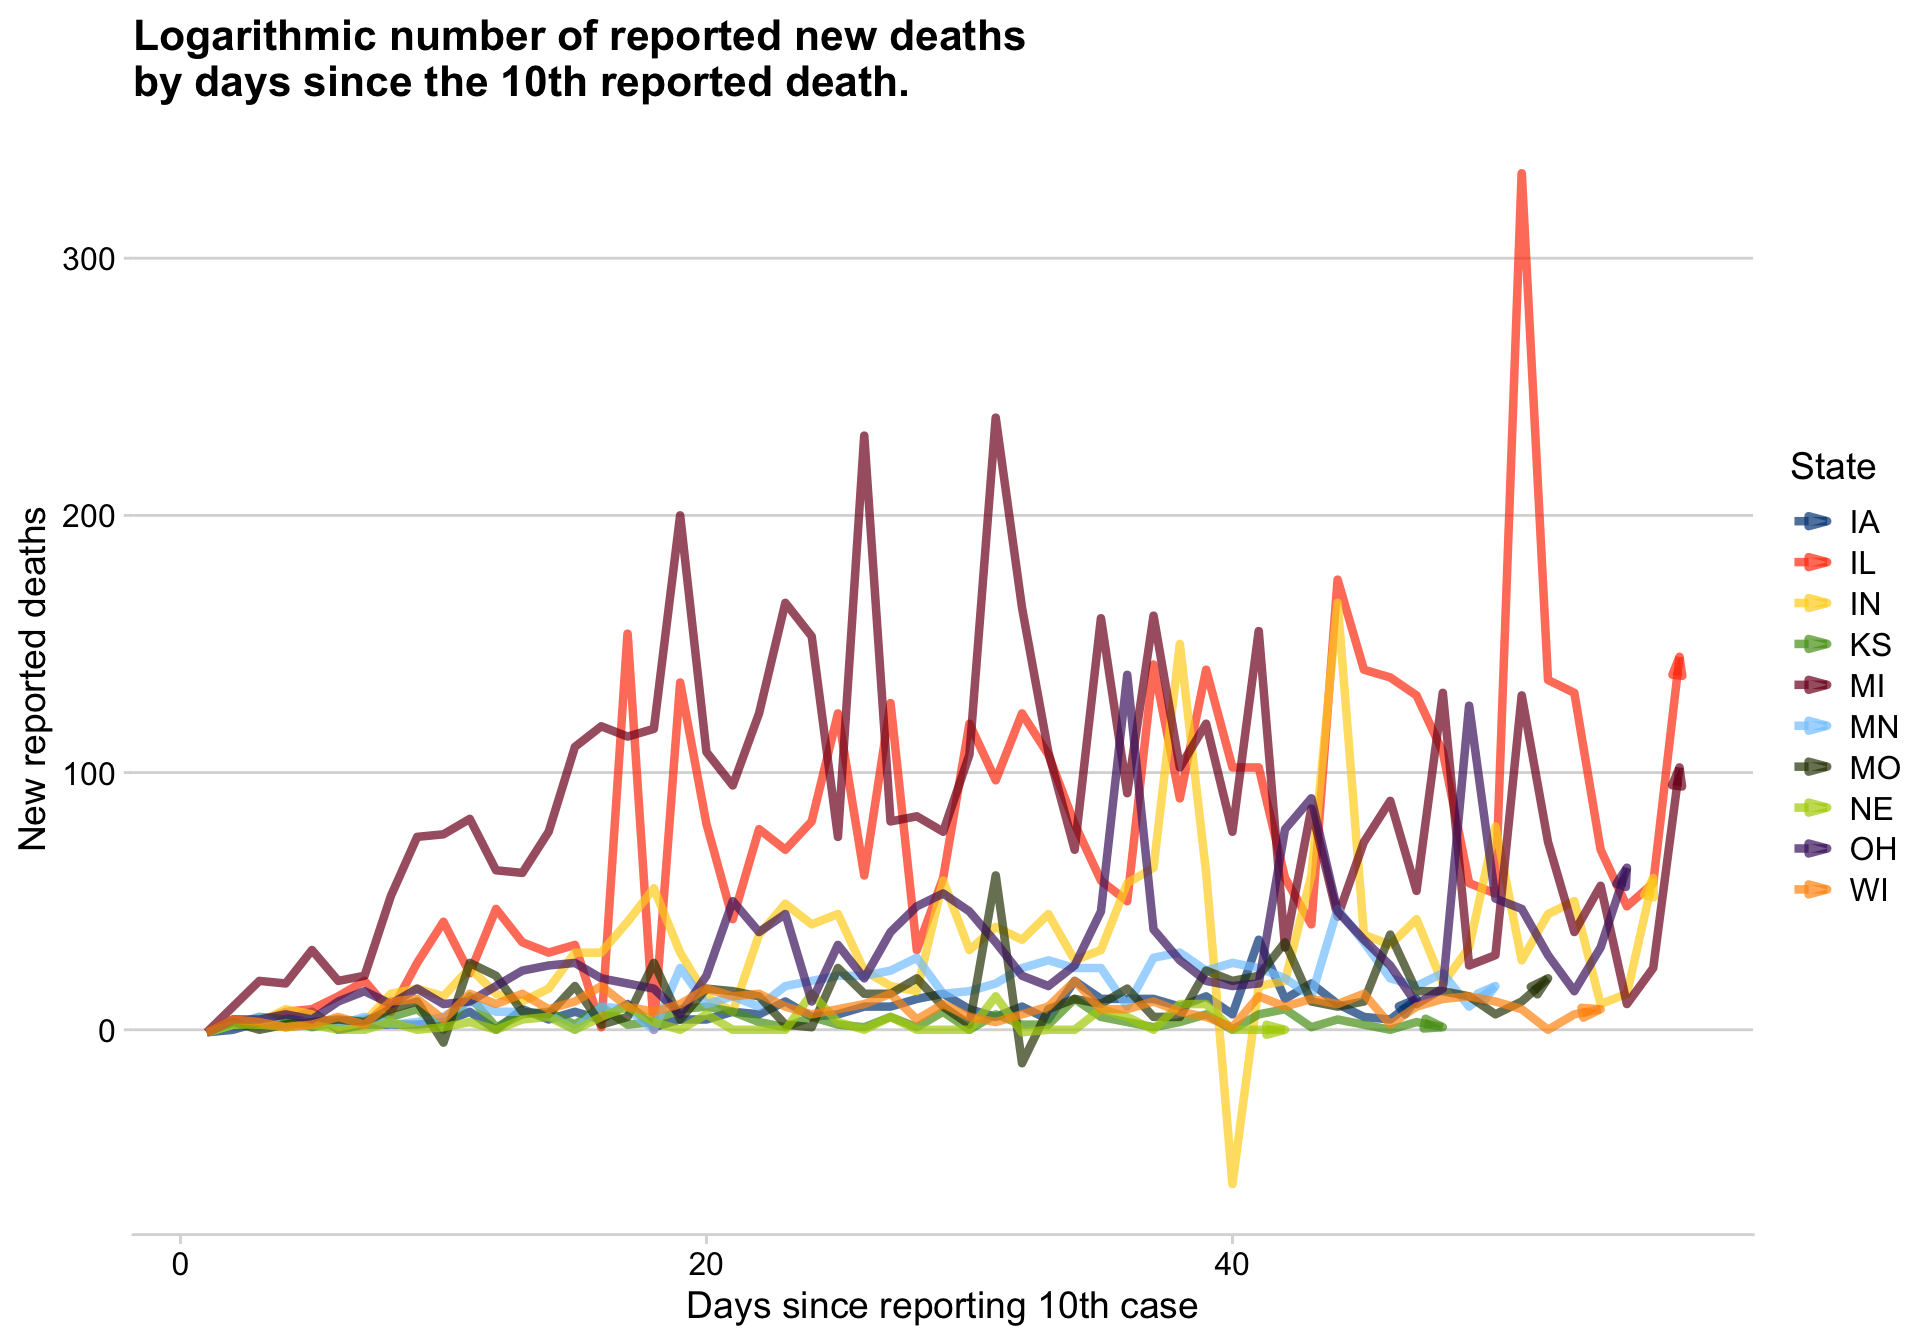 Logarithmic number of reported new deaths
by days since the 10th reported death.
New reported deaths
300
200
100
0
0
20
40
Days since reporting 10th case
State
IA
IL
IN
KS
MI
MN
MO
NE
OH
WI